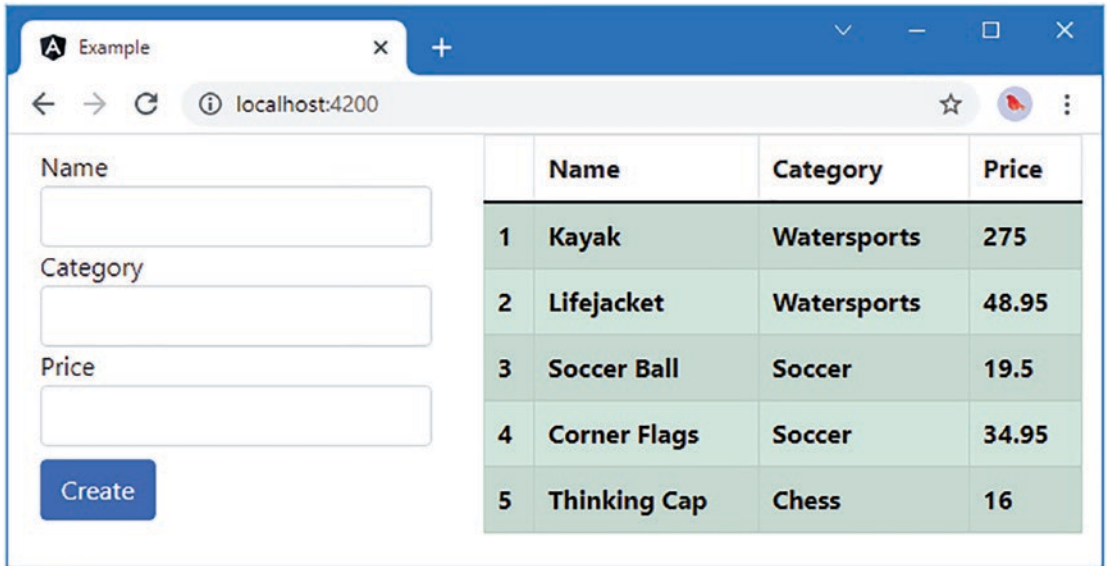 Example
localhost:4200
Name
Category
Price
Create
Name Category Price
1 Kayak Watersports 275
2 Lifejacket Watersports 48.95
3 Soccer Ball Soccer 19.5
4 Corner Flags Soccer 34.95
5 Thinking Cap Chess 16